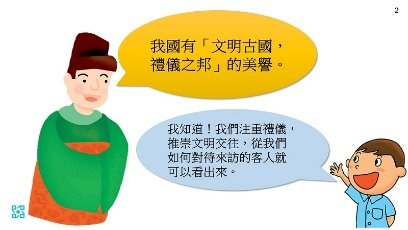 2
我國有「文明古國，
禮儀之邦」的美譽。
我知道！我們注重禮儀，
推崇文明交往，從我們
如何對待來訪的客人就
可以看出來。